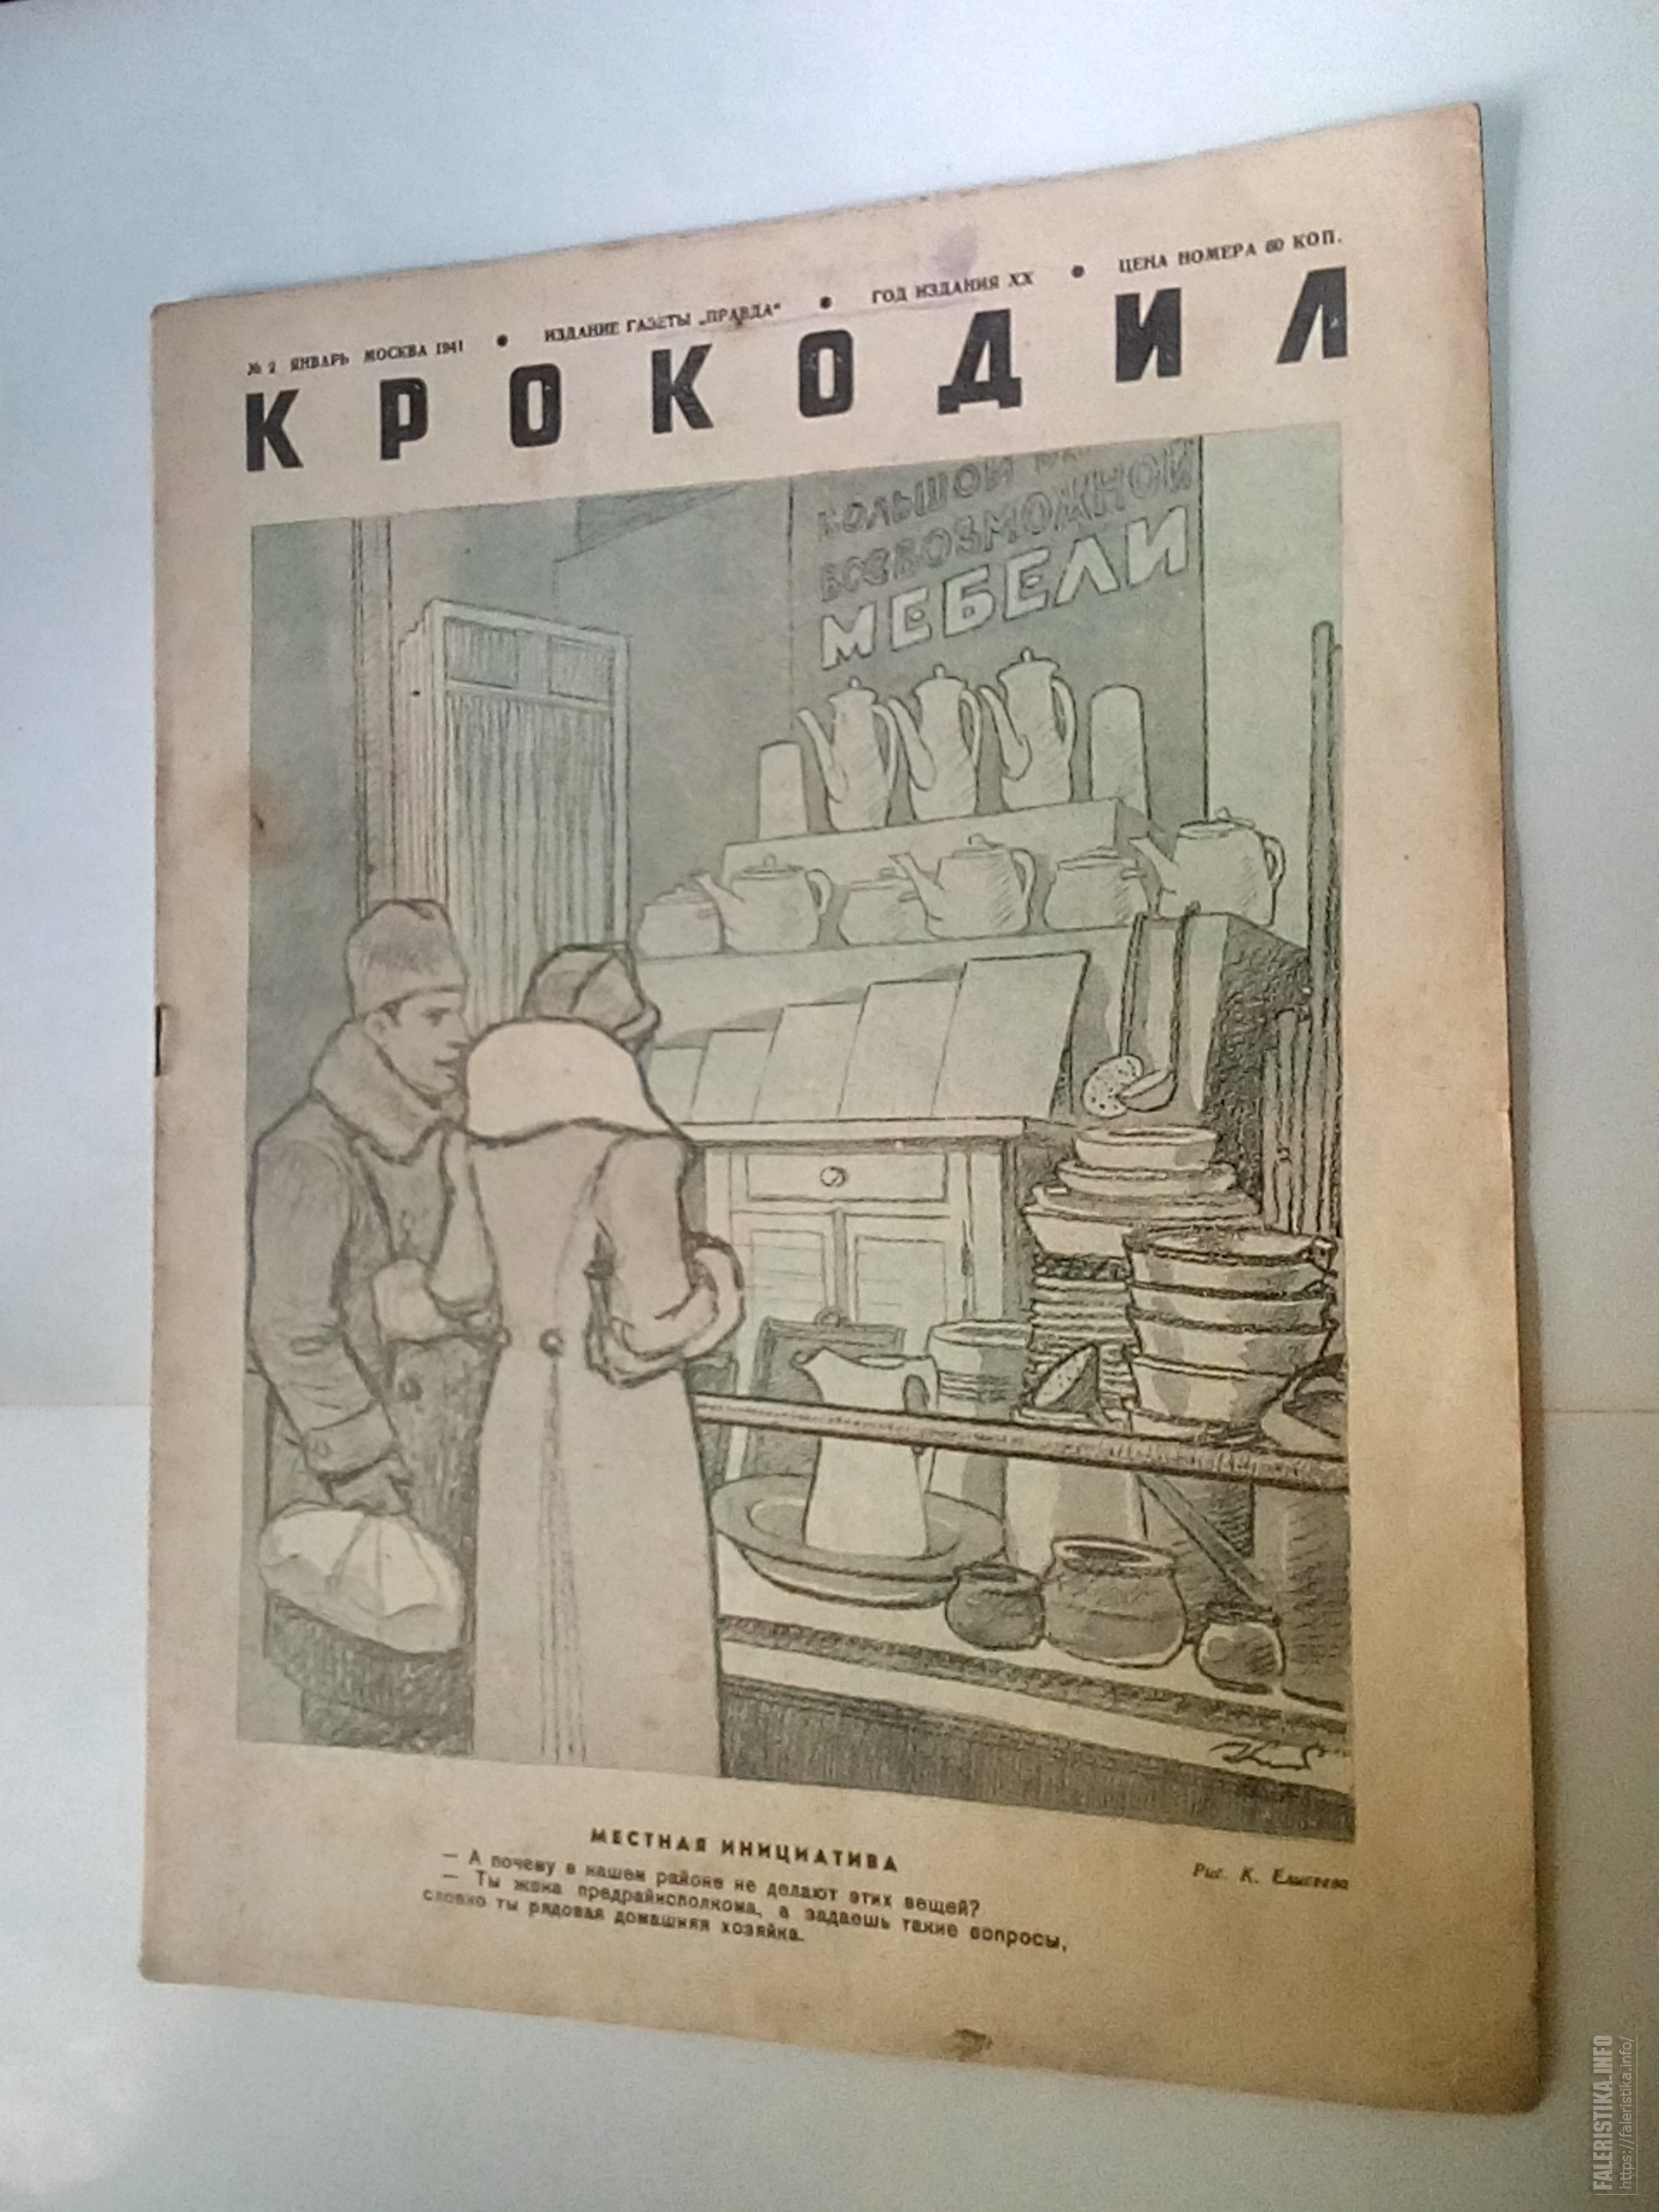 № 2 ЯНВАРЬ МОСКВА 1941 • ИЗДАНИЕ ГАЗЕТЫ „ПРАВДА“ • ГОД ИЗДАНИЯ XX • ЦЕНА НОМЕРА 60 КОП.
КРОКОДИЛ
БОЛЬШОЙ
ВСЕВОЗМОЖНОЙ
МЕБЕЛИ
МЕСТНАЯ ИНИЦИАТИВА
Рис. К. Елисеева
— А почему в нашем районе не делают этих вещей?
— Ты жена предрайисполкома, а задаешь такие вопросы,
словно ты рядовая домашняя хозяйка.
FALERISTIKA.INFO
https://faleristika.info/